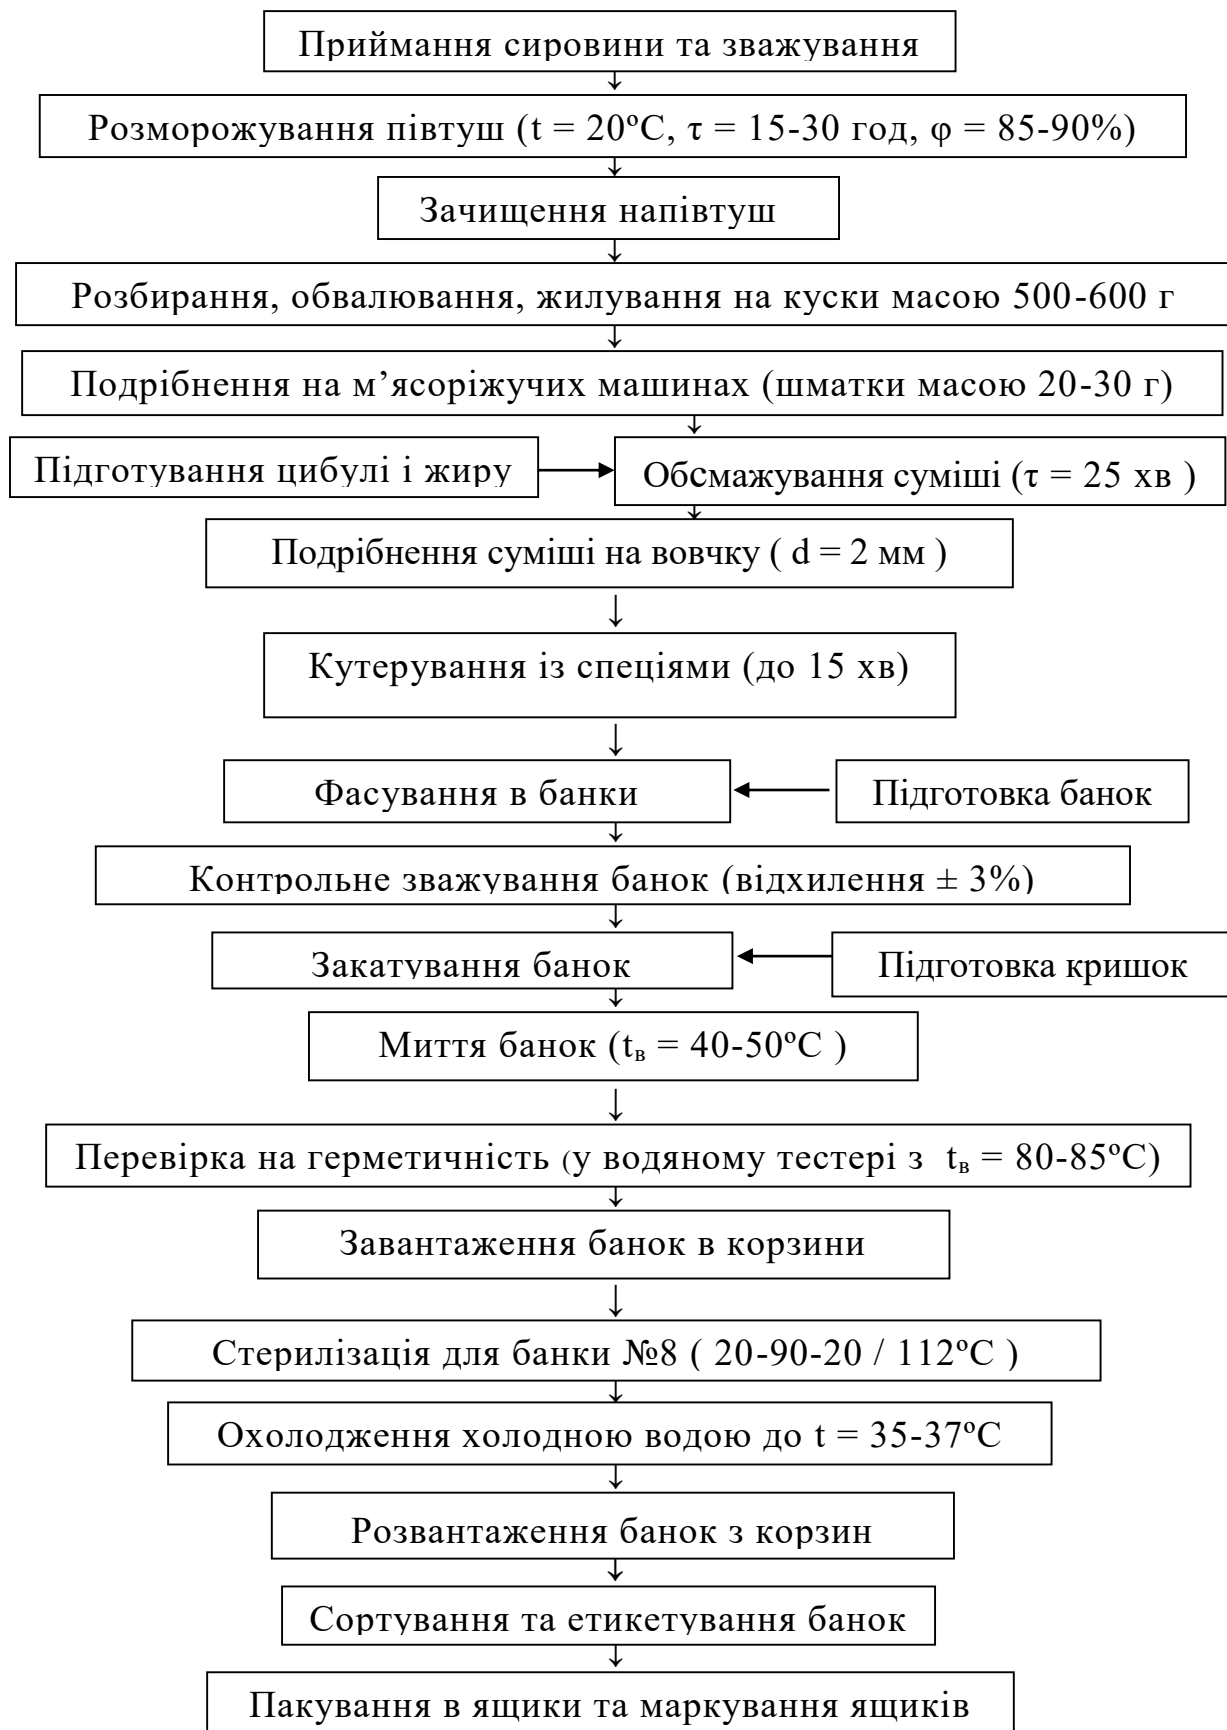 Приймання сировини та зважування
↓
Розморожування півтуш (t = 20ºС, τ = 15-30 год, φ = 85-90%)
↓
Зачищення напівтуш
↓
Розбирання, обвалювання, жилування на куски масою 500-600 г
↓
Подрібнення на м’ясоріжучих машинах (шматки масою 20-30 г)
↓
Підготування цибулі і жиру
Обсмажування суміші (τ = 25 хв )
↓
Подрібнення суміші на вовчку ( d = 2 мм )
↓
Кутерування із спеціями (до 15 хв)
↓
Фасування в банки
Підготовка банок
↓
Контрольне зважування банок (відхилення ± 3%)
↓
Закатування банок
Підготовка кришок
↓
Миття банок (tв = 40-50ºС )
↓
Перевірка на герметичність (у водяному тестері з tв = 80-85ºС)
↓
Завантаження банок в корзини
↓
Стерилізація для банки №8 ( 20-90-20 / 112ºС )
↓
Охолодження холодною водою до t = 35-37ºС
↓
Розвантаження банок з корзин
↓
Сортування та етикетування банок
↓
Пакування в ящики та маркування ящиків